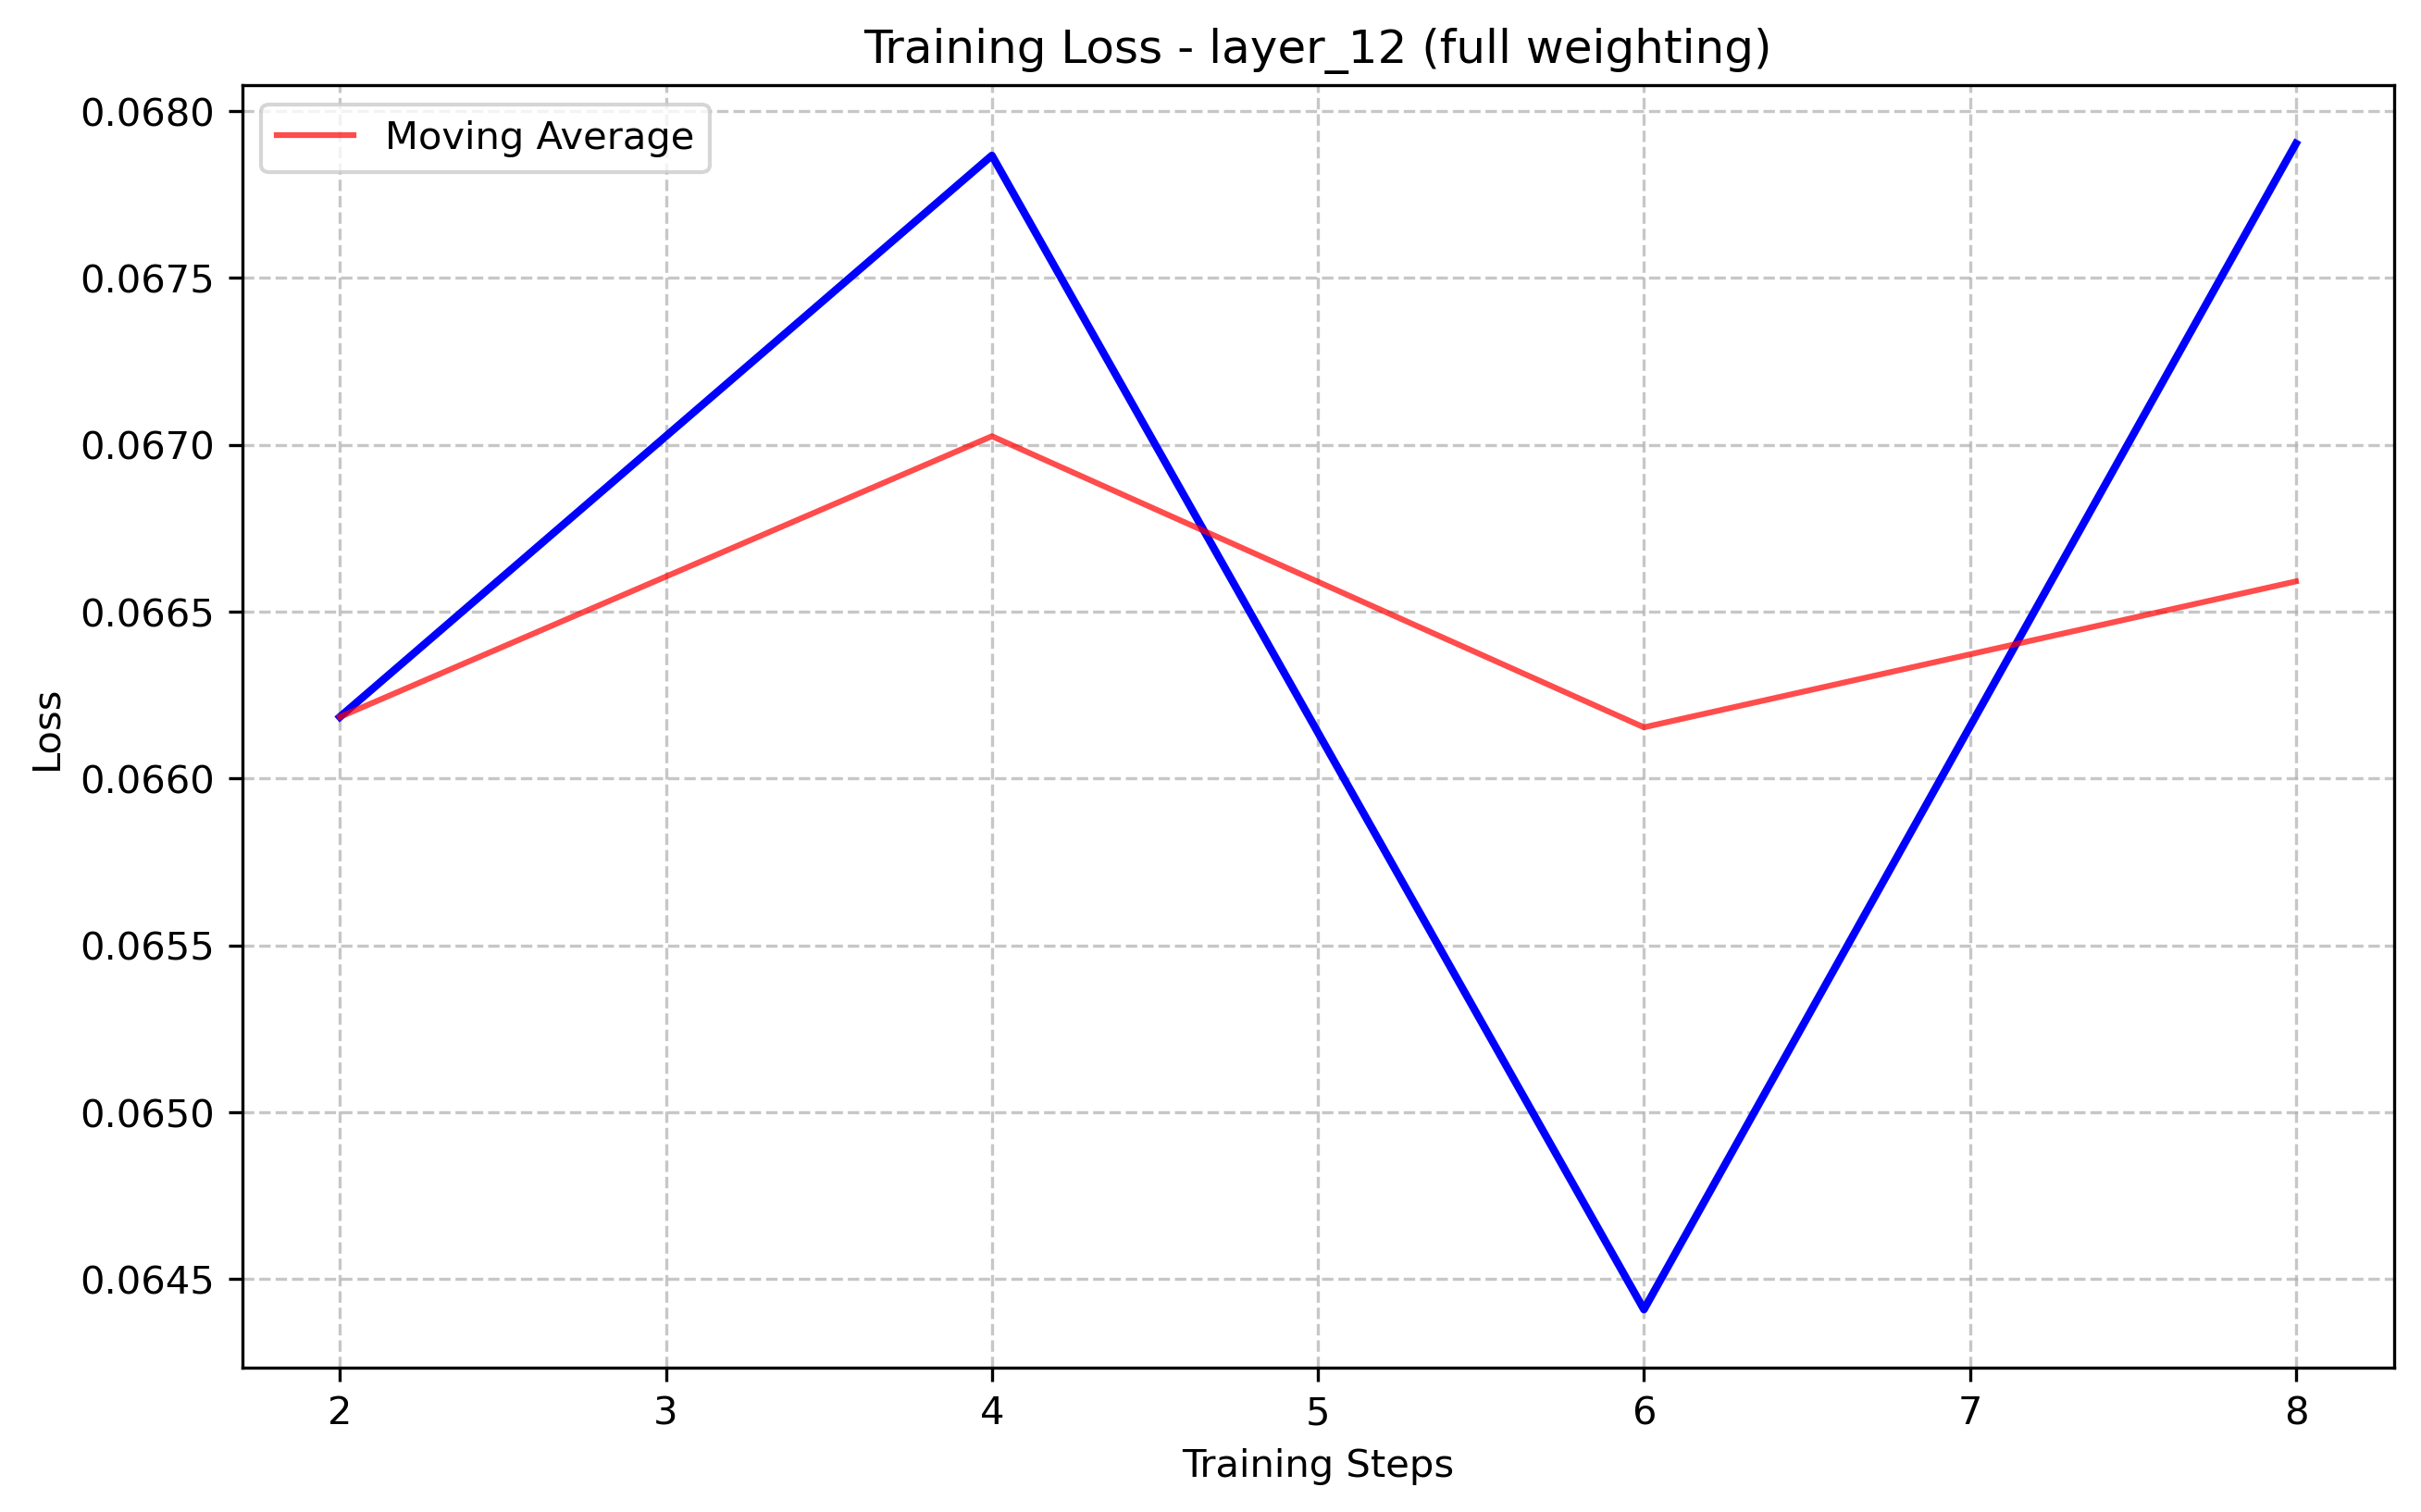 Training Loss - layer_12 (full weighting)
Moving Average
0.0680
0.0675
0.0670
0.0665
0.0660
0.0655
0.0650
0.0645
Loss
2 3 4 5 6 7 8
Training Steps